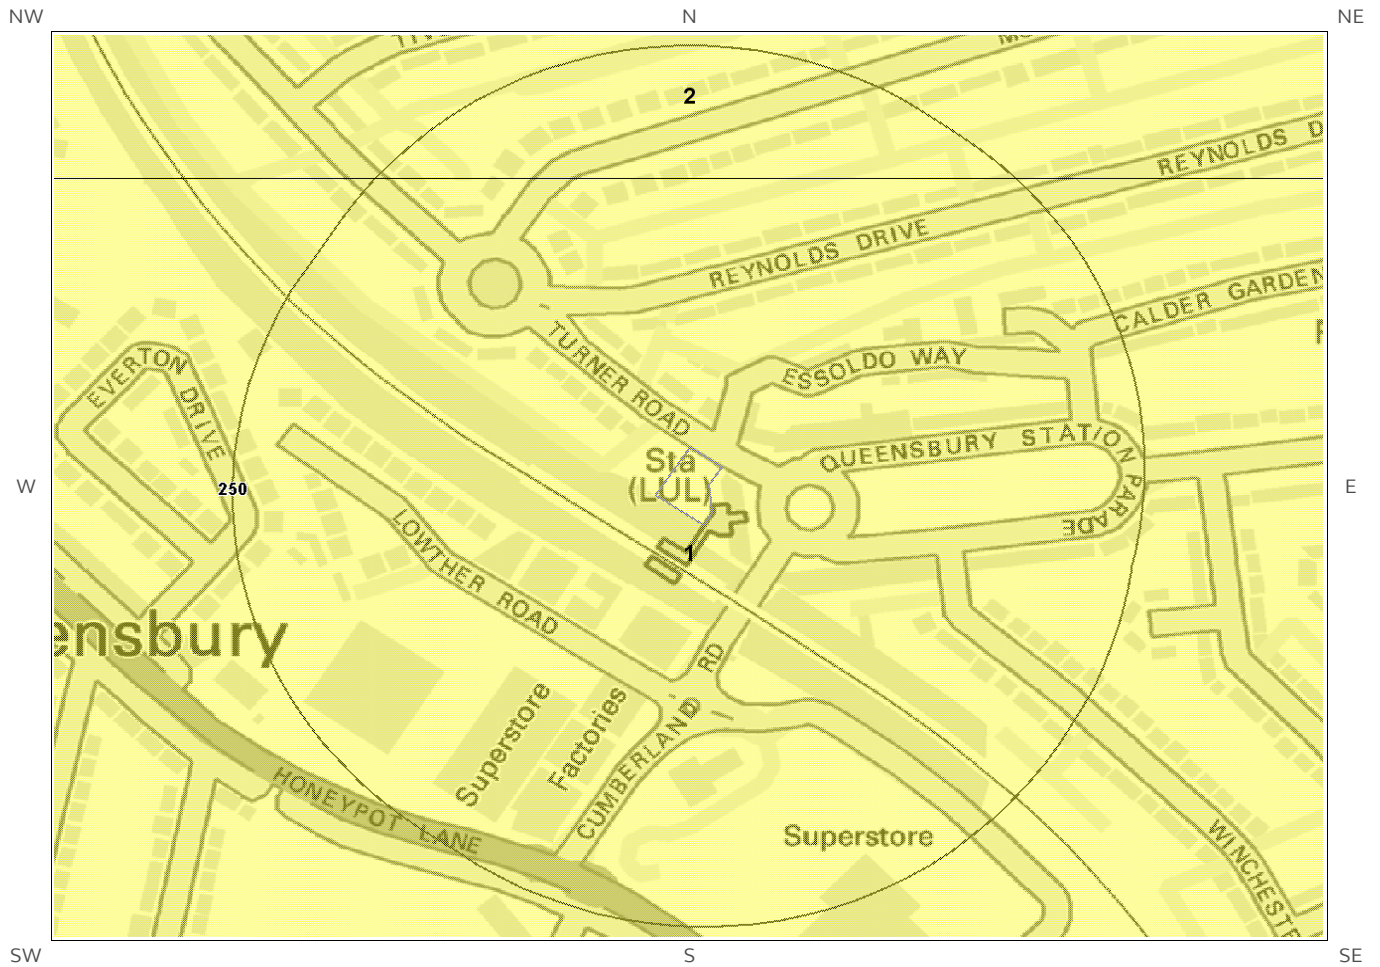 NW
N
NE
2
REYNOLDS D
REYNOLDS DRIVE
CALDER GARDEN
TURNER ROAD
ESSOLDO WAY
EVERTON DRIVE
QUEENSBURY STATION PARADE
Sta
(LUL)
W
250
E
1
LOWTHER ROAD
ensbury
RD
Superstore
Factories
CUMBERLAND
HONEYPOT LANE
Superstore
WINCHESTE
SW
S
SE